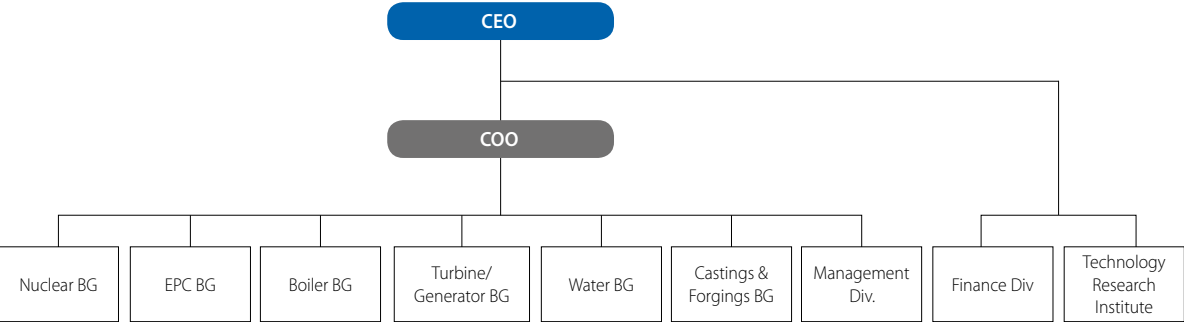 CEO
COO
Nuclear BG
EPC BG
Boiler BG
Turbine/
Generator BG
Water BG
Castings &
Forgings BG
Management
Div.
Finance Div
Technology
Research
Institute